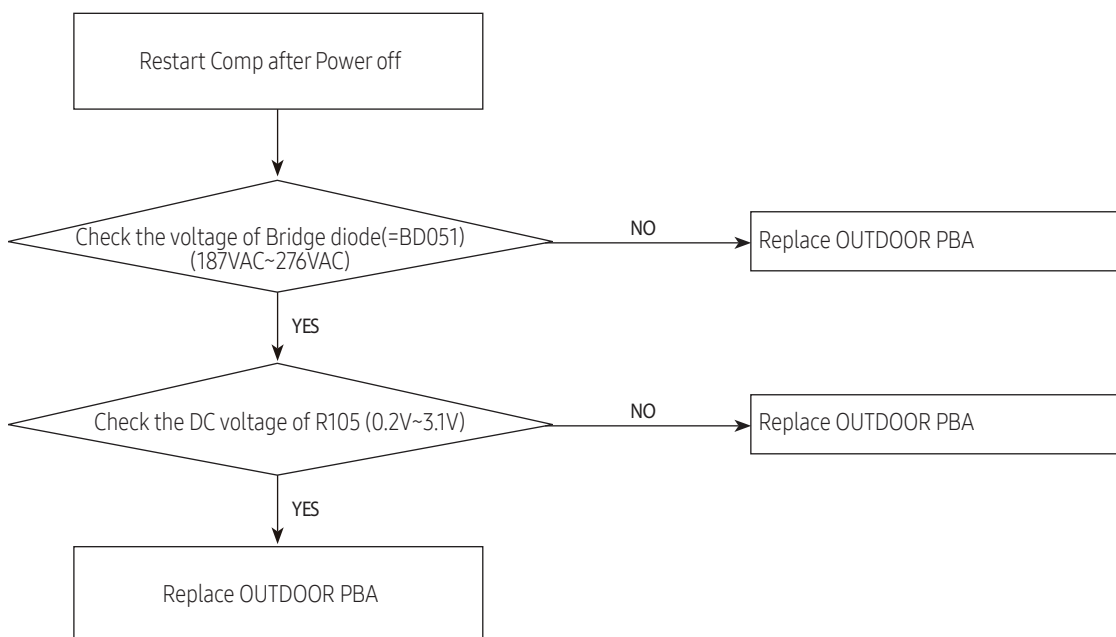 Restart Comp after Power off
Check the voltage of Bridge diode(=BD051)
(187VAC~276VAC)
NO
Replace OUTDOOR PBA
YES
Check the DC voltage of R105 (0.2V~3.1V)
NO
Replace OUTDOOR PBA
YES
Replace OUTDOOR PBA